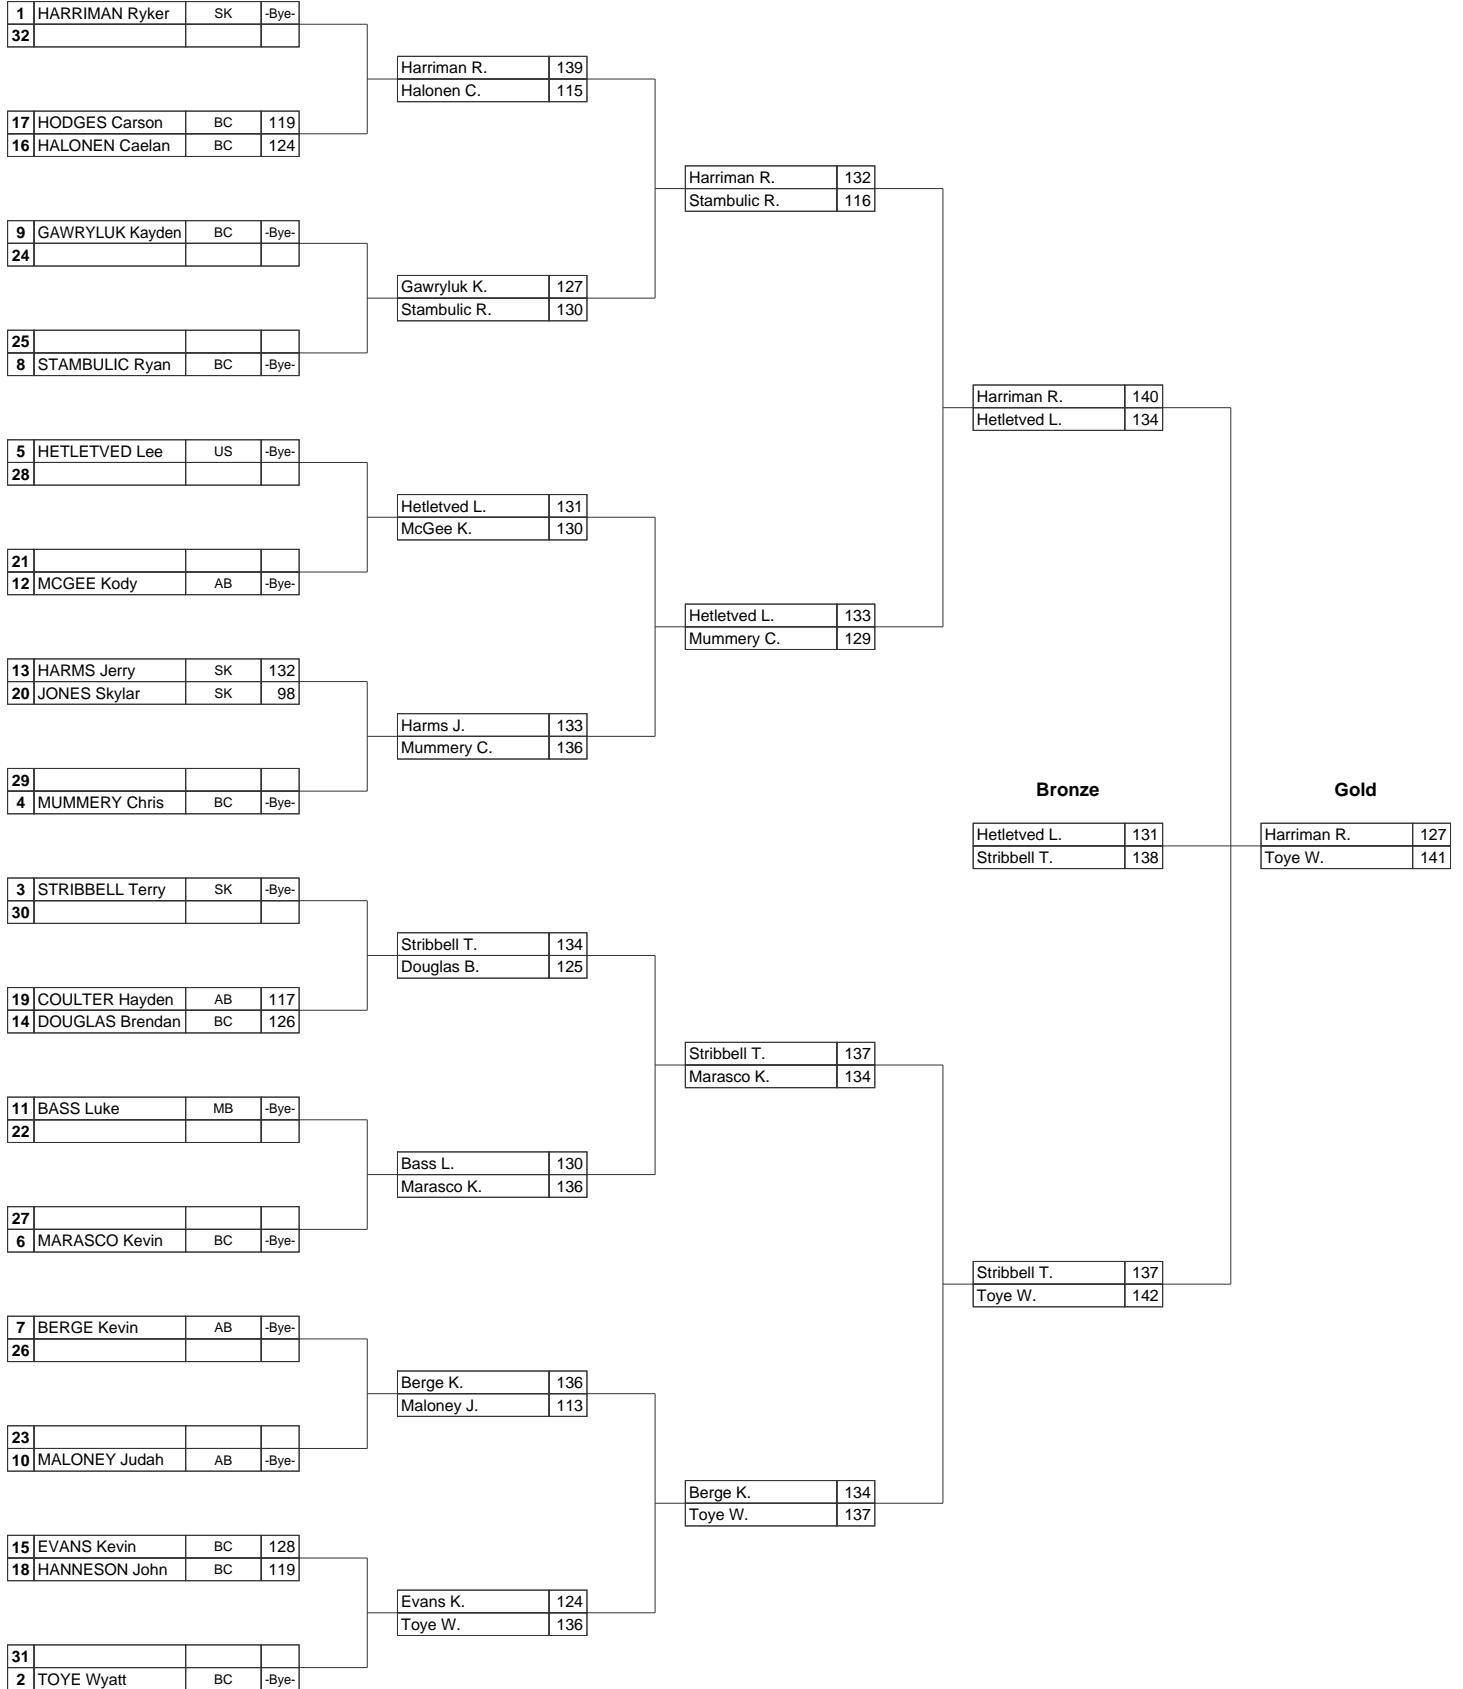 1 HARRIMAN Ryker SK -Bye-
32
Harriman R. 139
Halonen C. 115
17 HODGES Carson BC 119
16 HALONEN Caelan BC 124
Harriman R. 132
Stambulic R. 116
9 GAWRYLUK Kayden BC -Bye-
24
Gawryluk K. 127
Stambulic R. 130
25
8 STAMBULIC Ryan BC -Bye-
Harriman R. 140
Hetletved L. 134
5 HETLETVED Lee US -Bye-
28
Hetletved L. 131
McGee K. 130
21
12 MCGEE Kody AB -Bye-
Hetletved L. 133
Mummery C. 129
13 HARMS Jerry SK 132
20 JONES Skylar SK 98
Harms J. 133
Mummery C. 136
29
4 MUMMERY Chris BC -Bye-
Bronze Gold
Hetletved L. 131 Harriman R. 127
Stribbell T. 138 Toye W. 141
3 STRIBBELL Terry SK -Bye-
30
Stribbell T. 134
Douglas B. 125
19 COULTER Hayden AB 117
14 DOUGLAS Brendan BC 126
Stribbell T. 137
Marasco K. 134
11 BASS Luke MB -Bye-
22
Bass L. 130
Marasco K. 136
27
6 MARASCO Kevin BC -Bye-
Stribbell T. 137
Toye W. 142
7 BERGE Kevin AB -Bye-
26
Berge K. 136
Maloney J. 113
23
10 MALONEY Judah AB -Bye-
Berge K. 134
Toye W. 137
15 EVANS Kevin BC 128
18 HANNESON John BC 119
Evans K. 124
Toye W. 136
31
2 TOYE Wyatt BC -Bye-